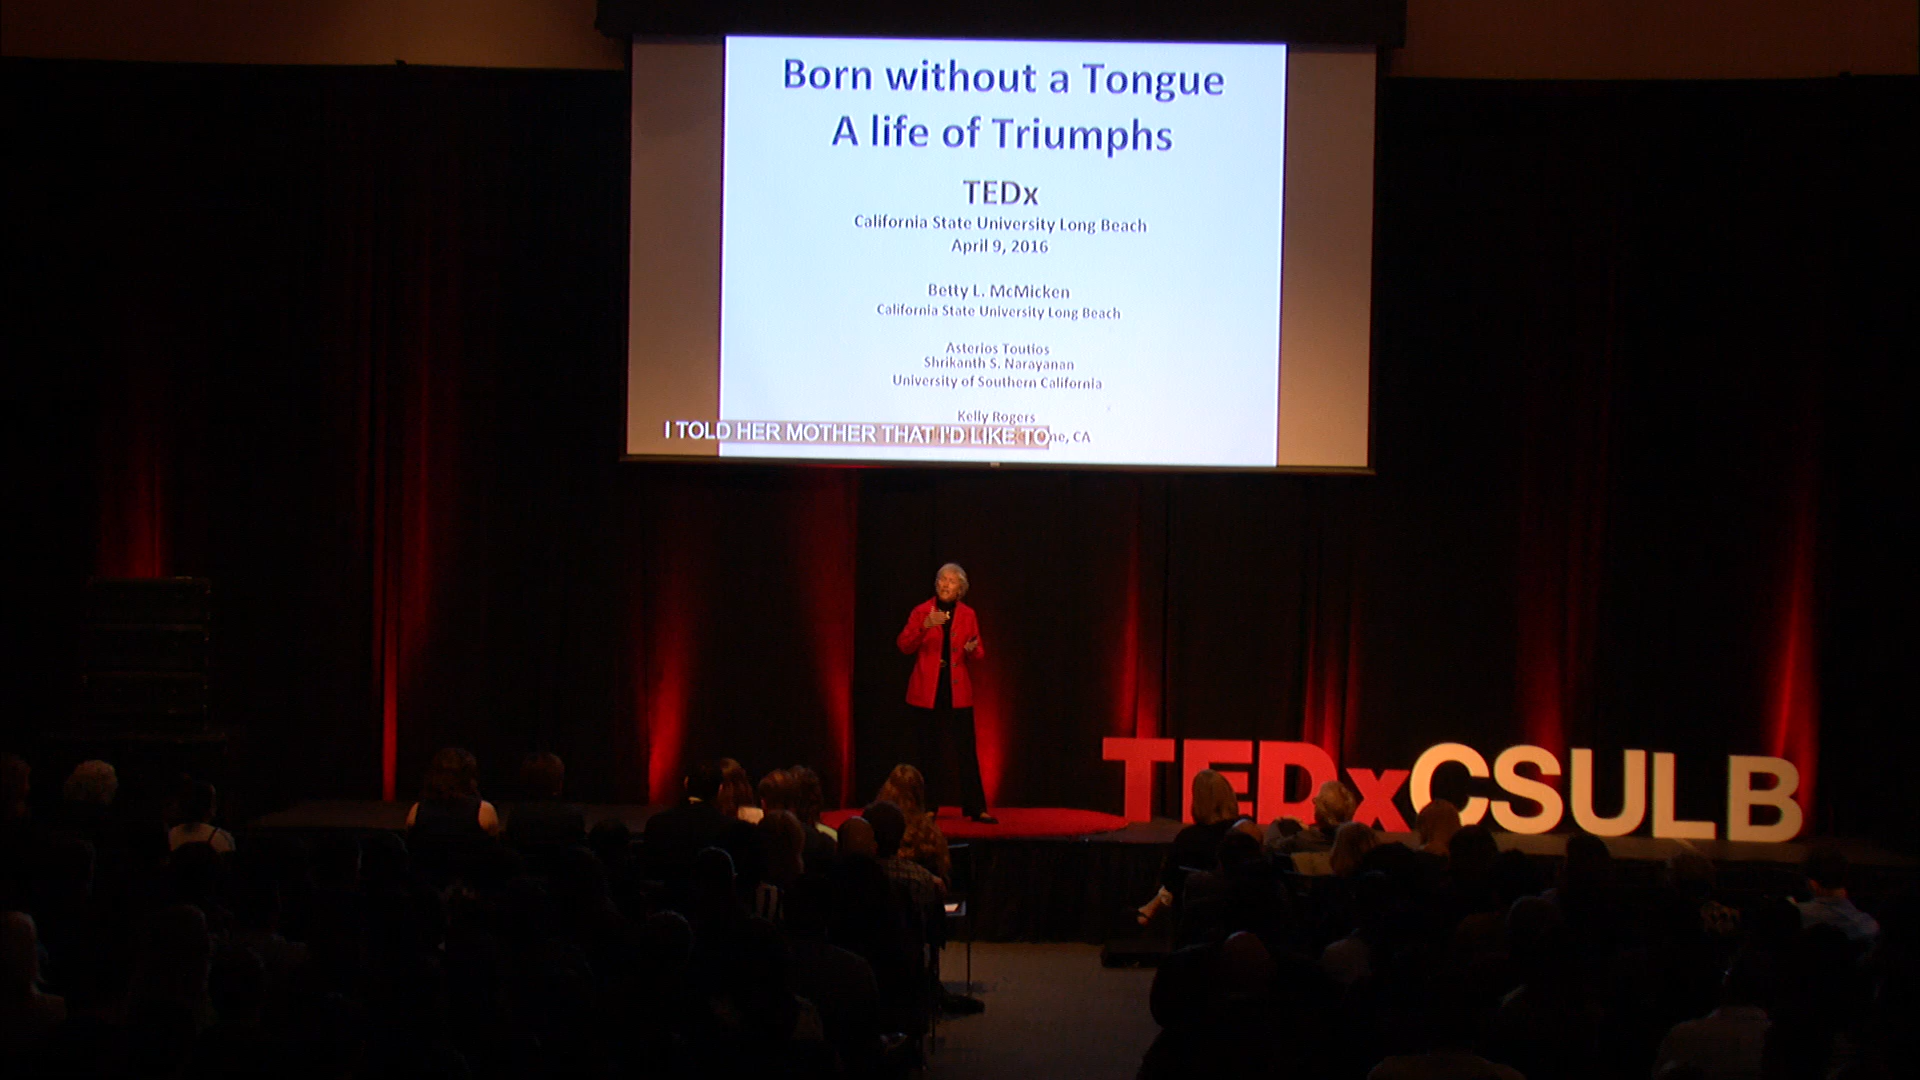 Born without a Tongue
A life of Triumphs
TEDx
California State University Long Beach
April 9, 2016
Betty L. McMicken
California State University Long Beach
Asterios Toutios
Shrikanth S. Narayanan
University of Southern California
Kelly Rogers
I TOLD HER MOTHER THAT I'D LIKE TO
CA
TEDxCSULB